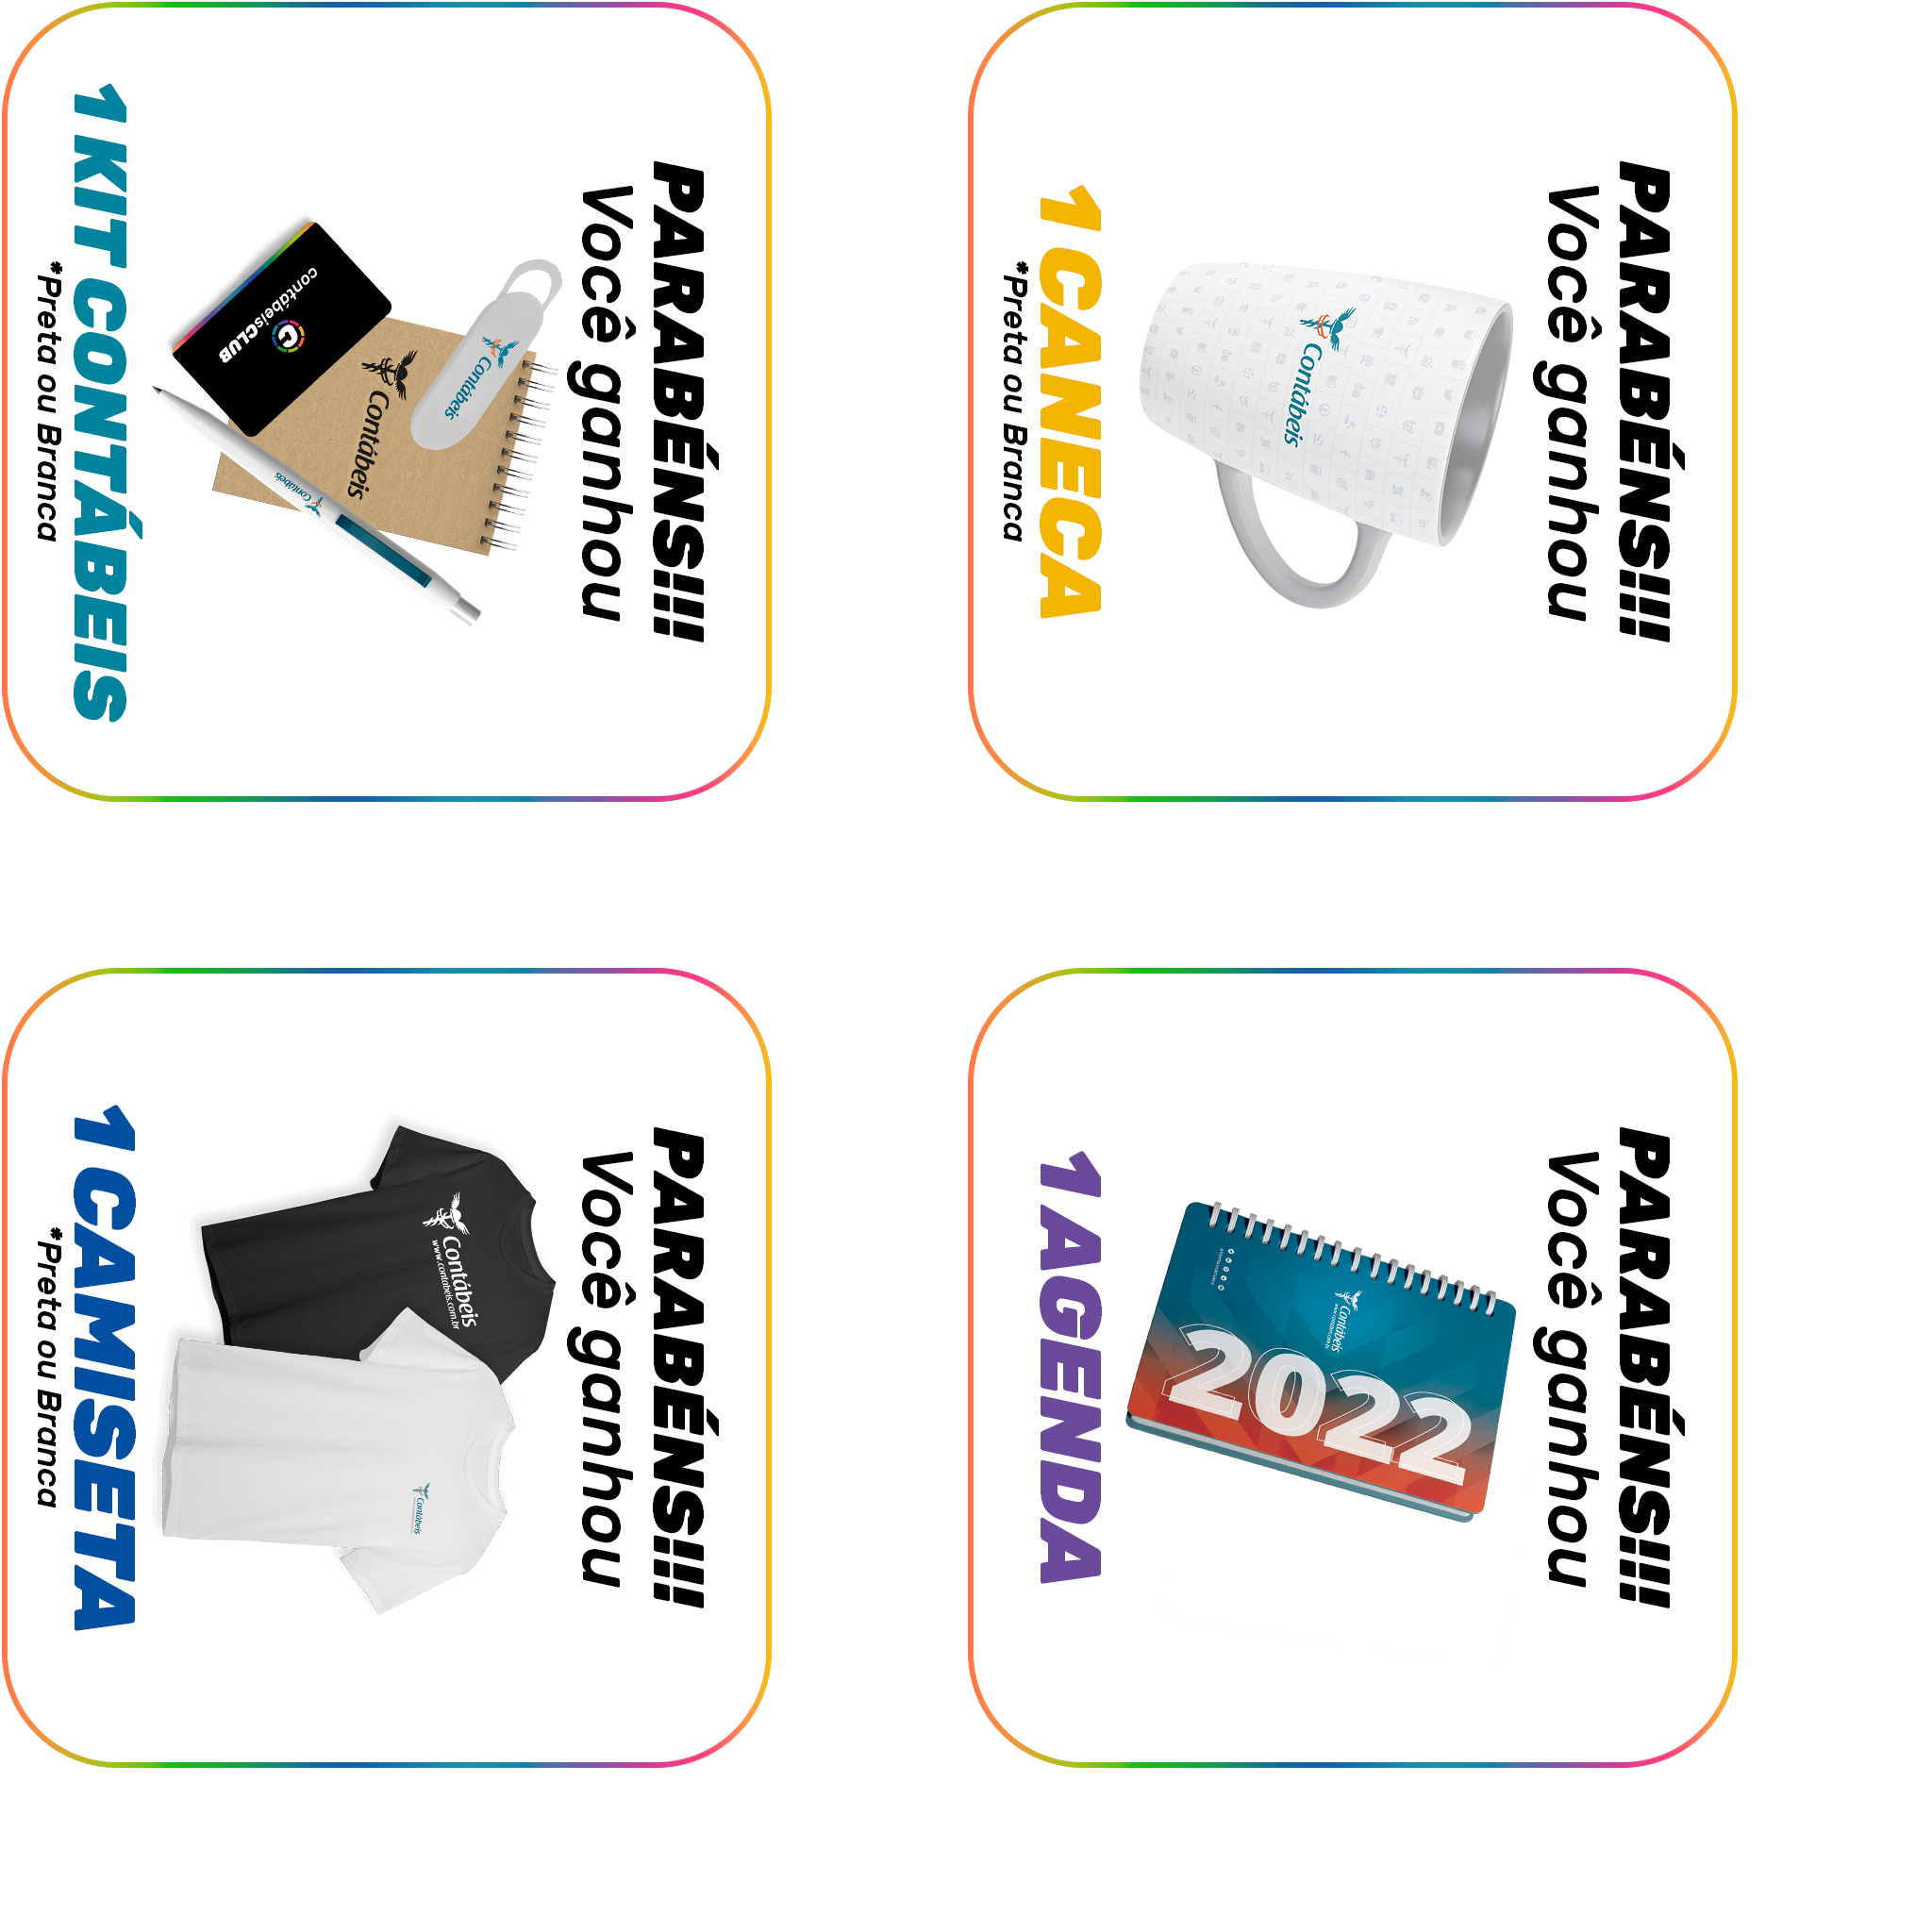 PARABÉNS!!!
Você ganhou
Contábeis
Contábeis
contábeisCLUB
Contábeis
1 KIT CONTÁBEIS
*Preta ou Branca
PARABÉNS!!!
Você ganhou
Contábeis
1 CANECA
*Preta ou Branca
PARABÉNS!!!
Você ganhou
Contábeis
www.contabeis.com.br
Contábeis
1 CAMISETA
*Preta ou Branca
PARABÉNS!!!
Você ganhou
Contábeis
2022
1 AGENDA